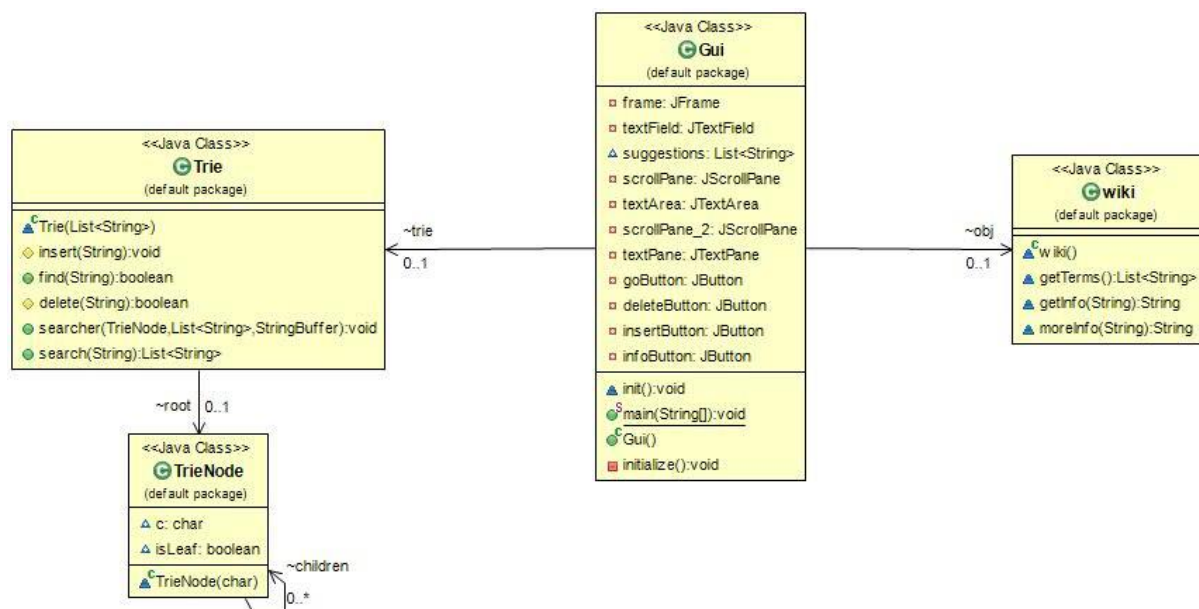 <<Java Class>>
Gui
(default package)
frame: JFrame
textField: JTextField
suggestions: List<String>
scrollPane: JScrollPane
textArea: JTextArea
scrollPane_2: JScrollPane
textPane: JTextPane
goButton: JButton
deleteButton: JButton
insertButton: JButton
infoButton: JButton
init():void
main(String[]):void
Gui()
initialize():void
<<Java Class>>
Trie
(default package)
Trie(List<String>)
insert(String):void
find(String):boolean
delete(String):boolean
searcher(TrieNode,List<String>,StringBuffer):void
search(String):List<String>
~trie
0..1
~obj
0..1
<<Java Class>>
wiki
(default package)
wiki()
getTerms():List<String>
getInfo(String):String
moreInfo(String):String
~root
0..1
<<Java Class>>
TrieNode
(default package)
c: char
isLeaf: boolean
TrieNode(char)
~children
0..*